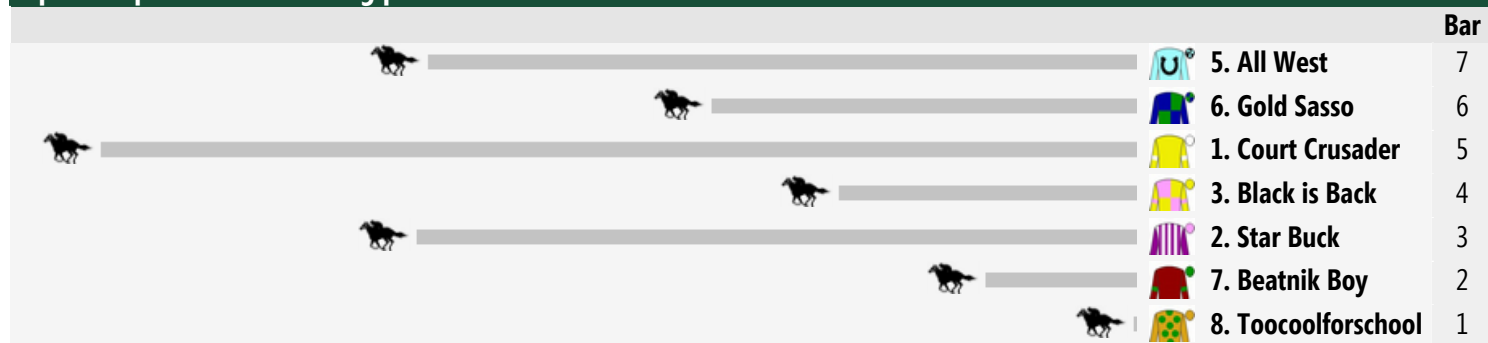 Bar
5. All West 7
6. Gold Sasso 6
1. Court Crusader 5
3. Black is Back 4
2. Star Buck 3
7. Beatnik Boy 2
8. Toocoolforschool 1